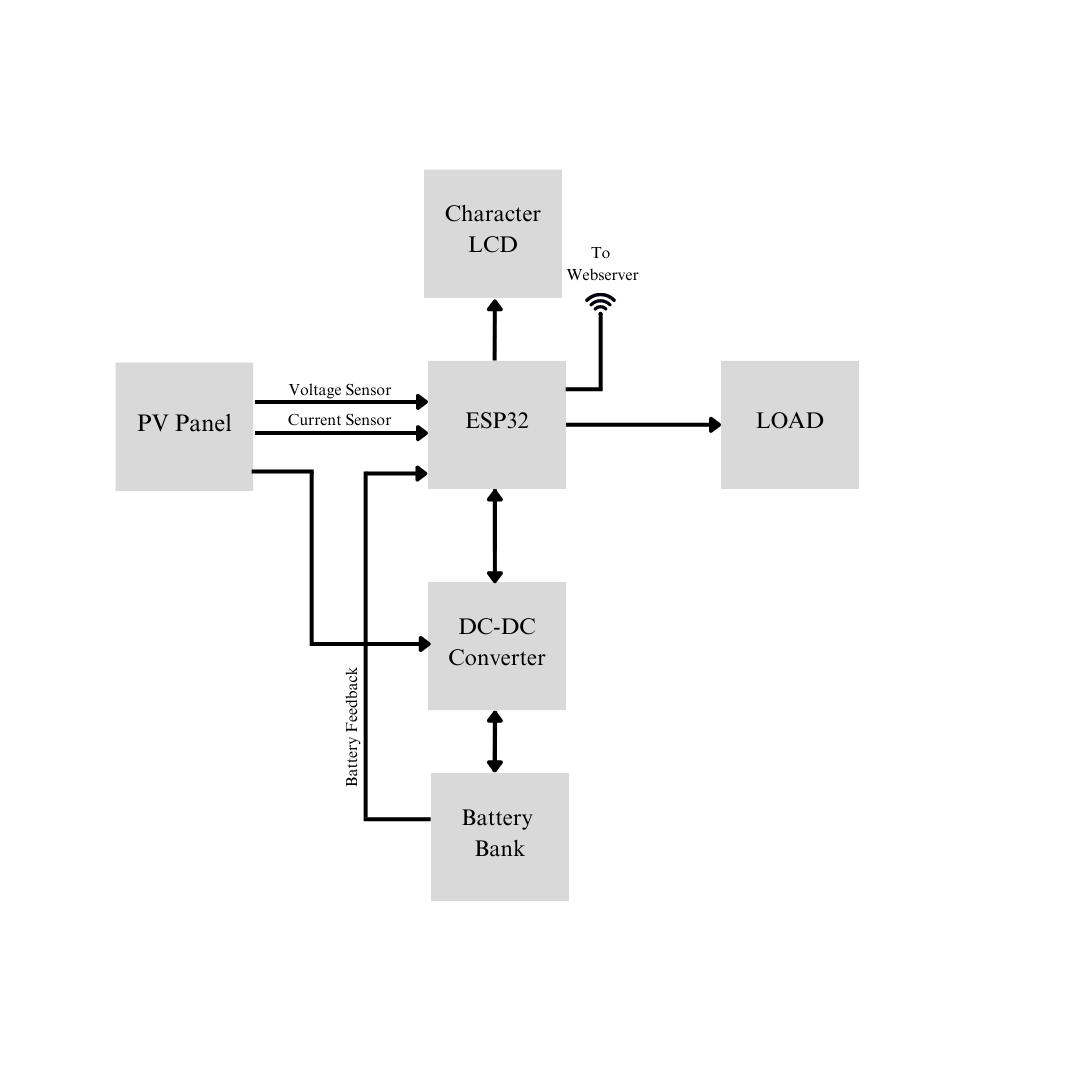 Character
LCD
To
Webserver
PV Panel
Voltage Sensor
Current Sensor
ESP32
LOAD
DC-DC
Converter
Battery Feedback
Battery
Bank